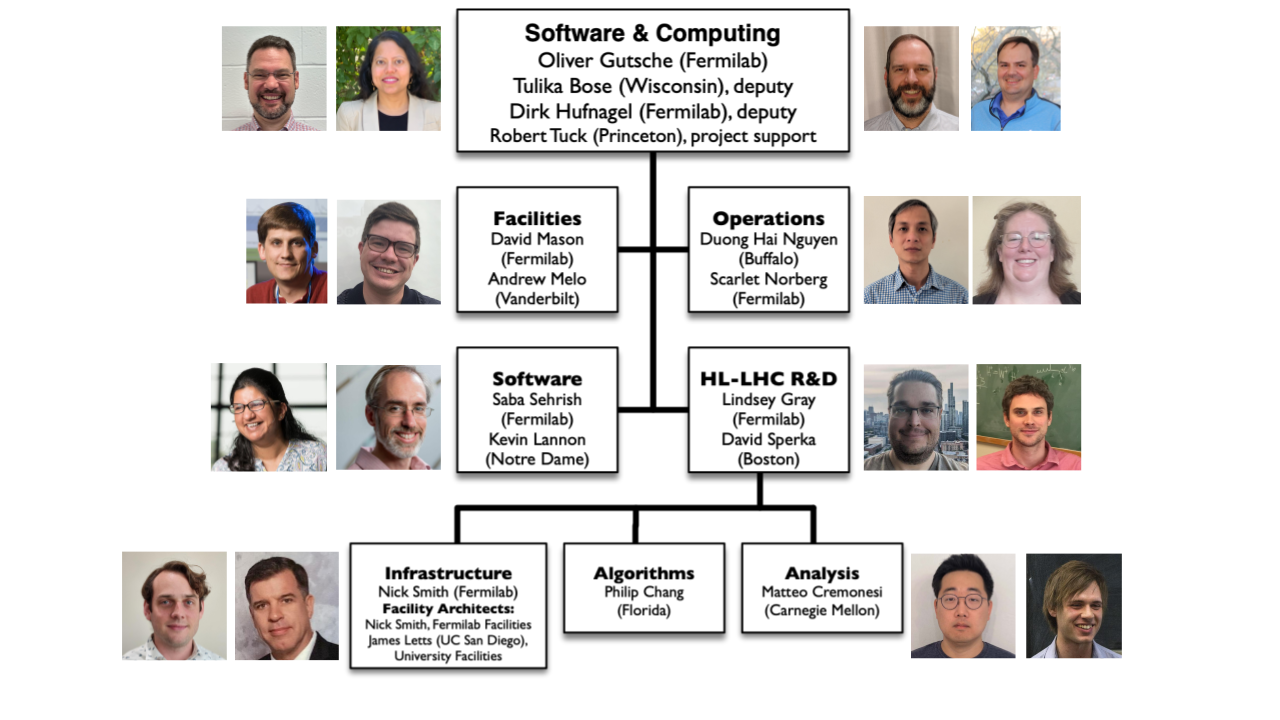 Software & Computing
Oliver Gutsche (Fermilab)
Tulika Bose (Wisconsin), deputy
Dirk Hufnagel (Fermilab), deputy
Robert Tuck (Princeton), project support
Facilities
David Mason
(Fermilab)
Andrew Melo
(Vanderbilt)
Operations
Duong Hai Nguyen
(Buffalo)
Scarlet Norberg
(Fermilab)
Software
Saba Sehrish
(Fermilab)
Kevin Lannon
(Notre Dame)
HL-LHC R&D
Lindsey Gray
(Fermilab)
David Sperka
(Boston)
Infrastructure
Nick Smith (Fermilab)
Facility Architects:
Nick Smith, Fermilab Facilities
James Letts (UC San Diego),
University Facilities
Algorithms
Philip Chang
(Florida)
Analysis
Matteo Cremonesi
(Carnegie Mellon)